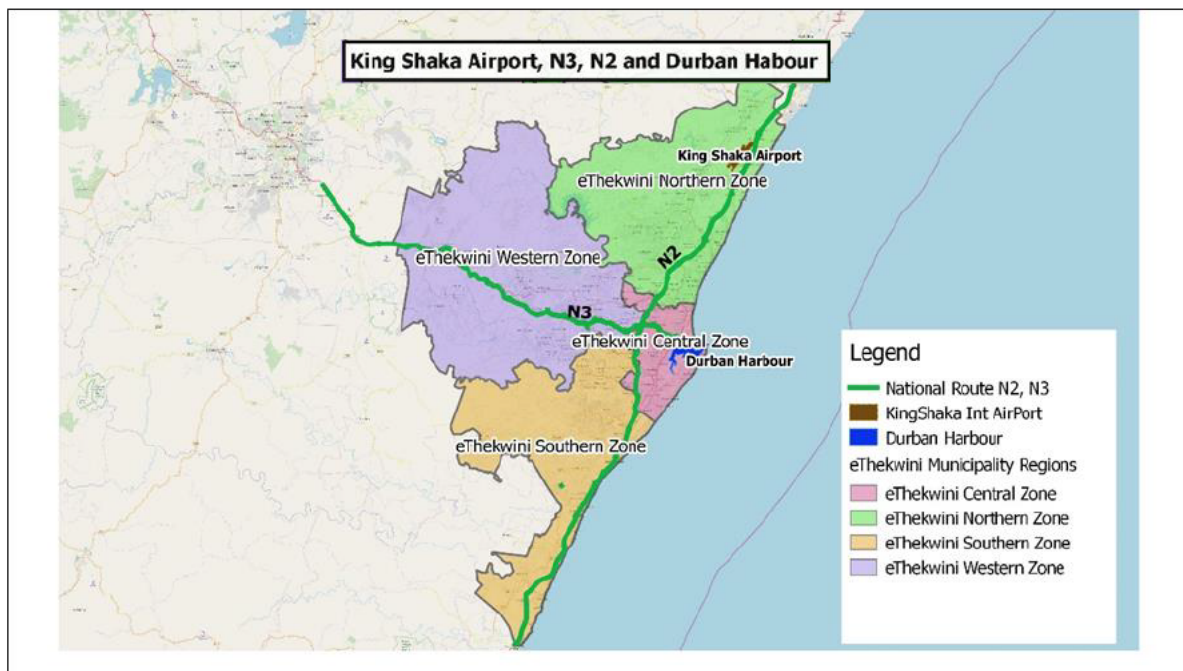 King Shaka Airport, N3, N2 and Durban Habour
King Shaka Airport
eThekwini Northern Zone
N2
eThekwini Western Zone
N3
eThekwini Central Zone
Durban Harbour
eThekwini Southern Zone
Legend
National Route N2, N3
KingShaka Int AirPort
Durban Harbour
eThekwini Municipality Regions
eThekwini Central Zone
eThekwini Northern Zone
eThekwini Southern Zone
eThekwini Western Zone